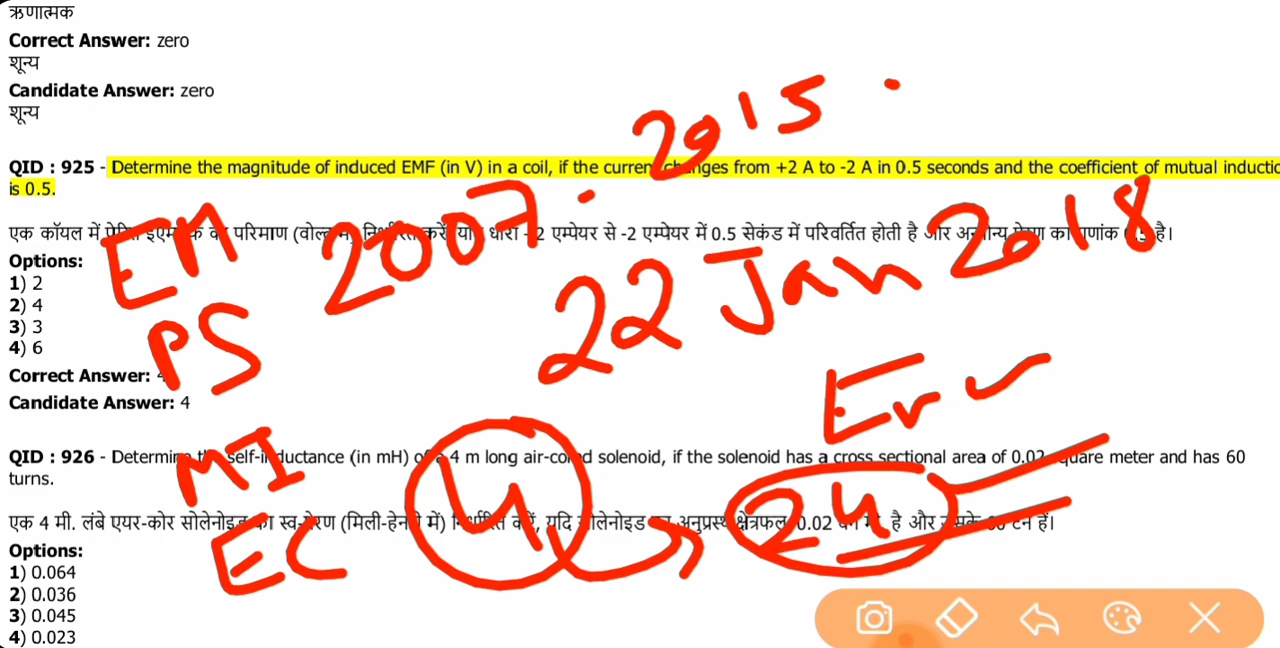 ऋणात्मक
Correct Answer: zero
शून्य
Candidate Answer: zero
शून्य
2015
QID : 925 - Determine the magnitude of induced EMF (in V) in a coil, if the current changes from +2 A to -2 A in 0.5 seconds and the coefficient of mutual inductio
is 0.5.
2007
एक कॉयल में प्रेरित का परिमाण (वोल्ट में) निर्धारित करें यदि धारा 2 एम्पेयर से -2 एम्पेयर में 0.5 सेकंड में परिवर्तित होती है और अन्योन्य है।
EM
22 Jan 2018
Options:
1) 2
2) 4
3) 3
4) 6
PS
Correct Answer: 4
Candidate Answer: 4
Er
QID : 926 - Determine the self-inductance (in mH) of a 4 m long air-cored solenoid, if the solenoid has a cross sectional area of 0.02 square meter and has 60
turns.
MI
4
24
एक 4 मी. लंबे एयर-कोर सोलेनोइड का (मिली-हेनरी में) निर्धारित करें, यदि सोलेनोइड का अनुप्रस्थ क्षेत्रफल 0.02 वर्ग मी. है और उसके 60 टर्न हैं।
EC
Options:
1) 0.064
2) 0.036
3) 0.045
4) 0.023